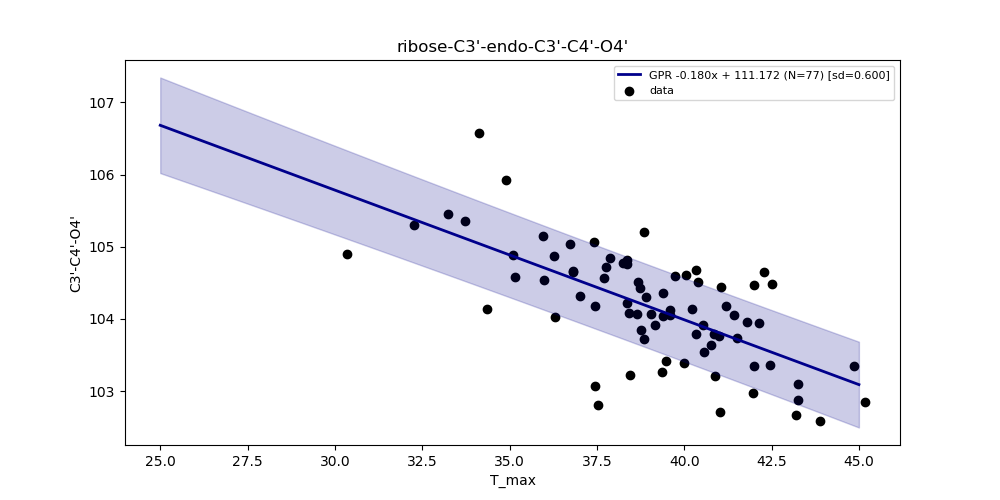 ribose-C3'-endo-C3'-C4'-O4'
GPR -0.180x + 111.172 (N=77) [sd=0.600]
data
107
106
105
104
103
C3'-C4'-O4'
25.0 27.5 30.0 32.5 35.0 37.5 40.0 42.5 45.0
T_max